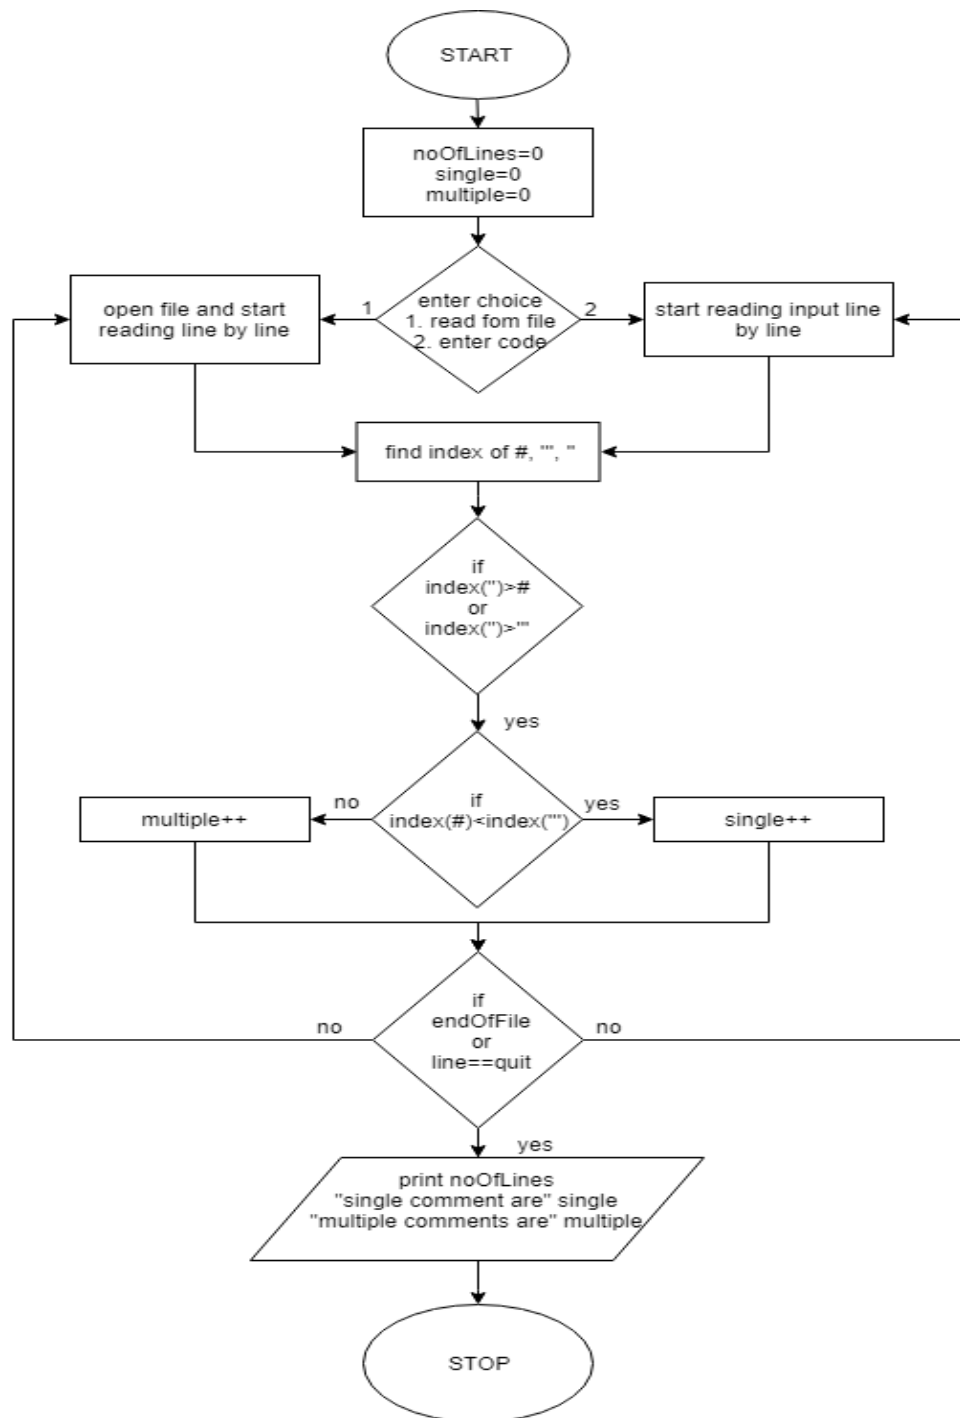 START
noOfLines=0
single=0
multiple=0
open file and start
reading line by line
1
enter choice
1. read fom file
2. enter code
2
start reading input line
by line
find index of #, "', "
if
index(")>#
or
index(")>"'
yes
no
if
index(#)<index("')
yes
multiple++
single++
no
if
endOfFile
or
line==quit
no
yes
print noOfLines
"single comment are" single
"multiple comments are" multiple
STOP